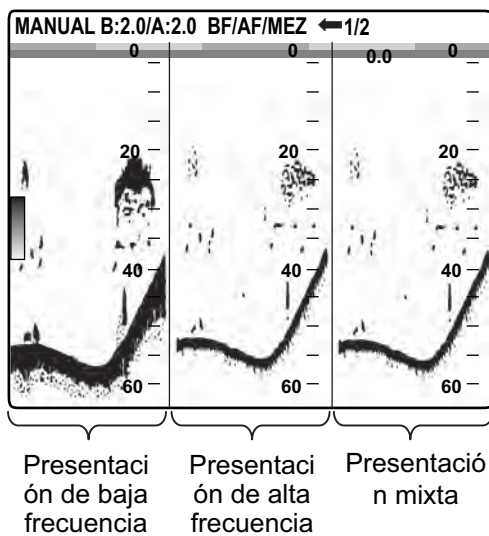 MANUAL B:2.0/A:2.0 BF/AF/MEZ ⬅1/2
0 0 0.0 0
20 20 20
40 40 40
60 60 60
Presentaci
ón de baja
frecuencia
Presentaci
ón de alta
frecuencia
Presentació
n mixta